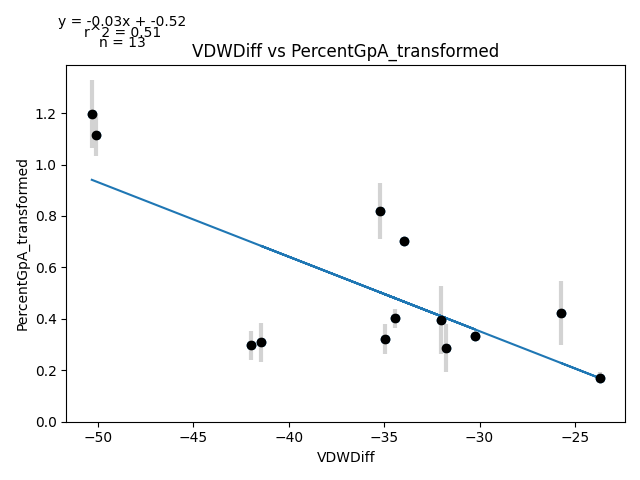 y = -0.03x + -0.52
r^2 = 0.51
n = 13
VDWDiff vs PercentGpA_transformed
PercentGpA_transformed
1.2
1.0
0.8
0.6
0.4
0.2
0.0
−50
−45
−40
−35
−30
−25
VDWDiff